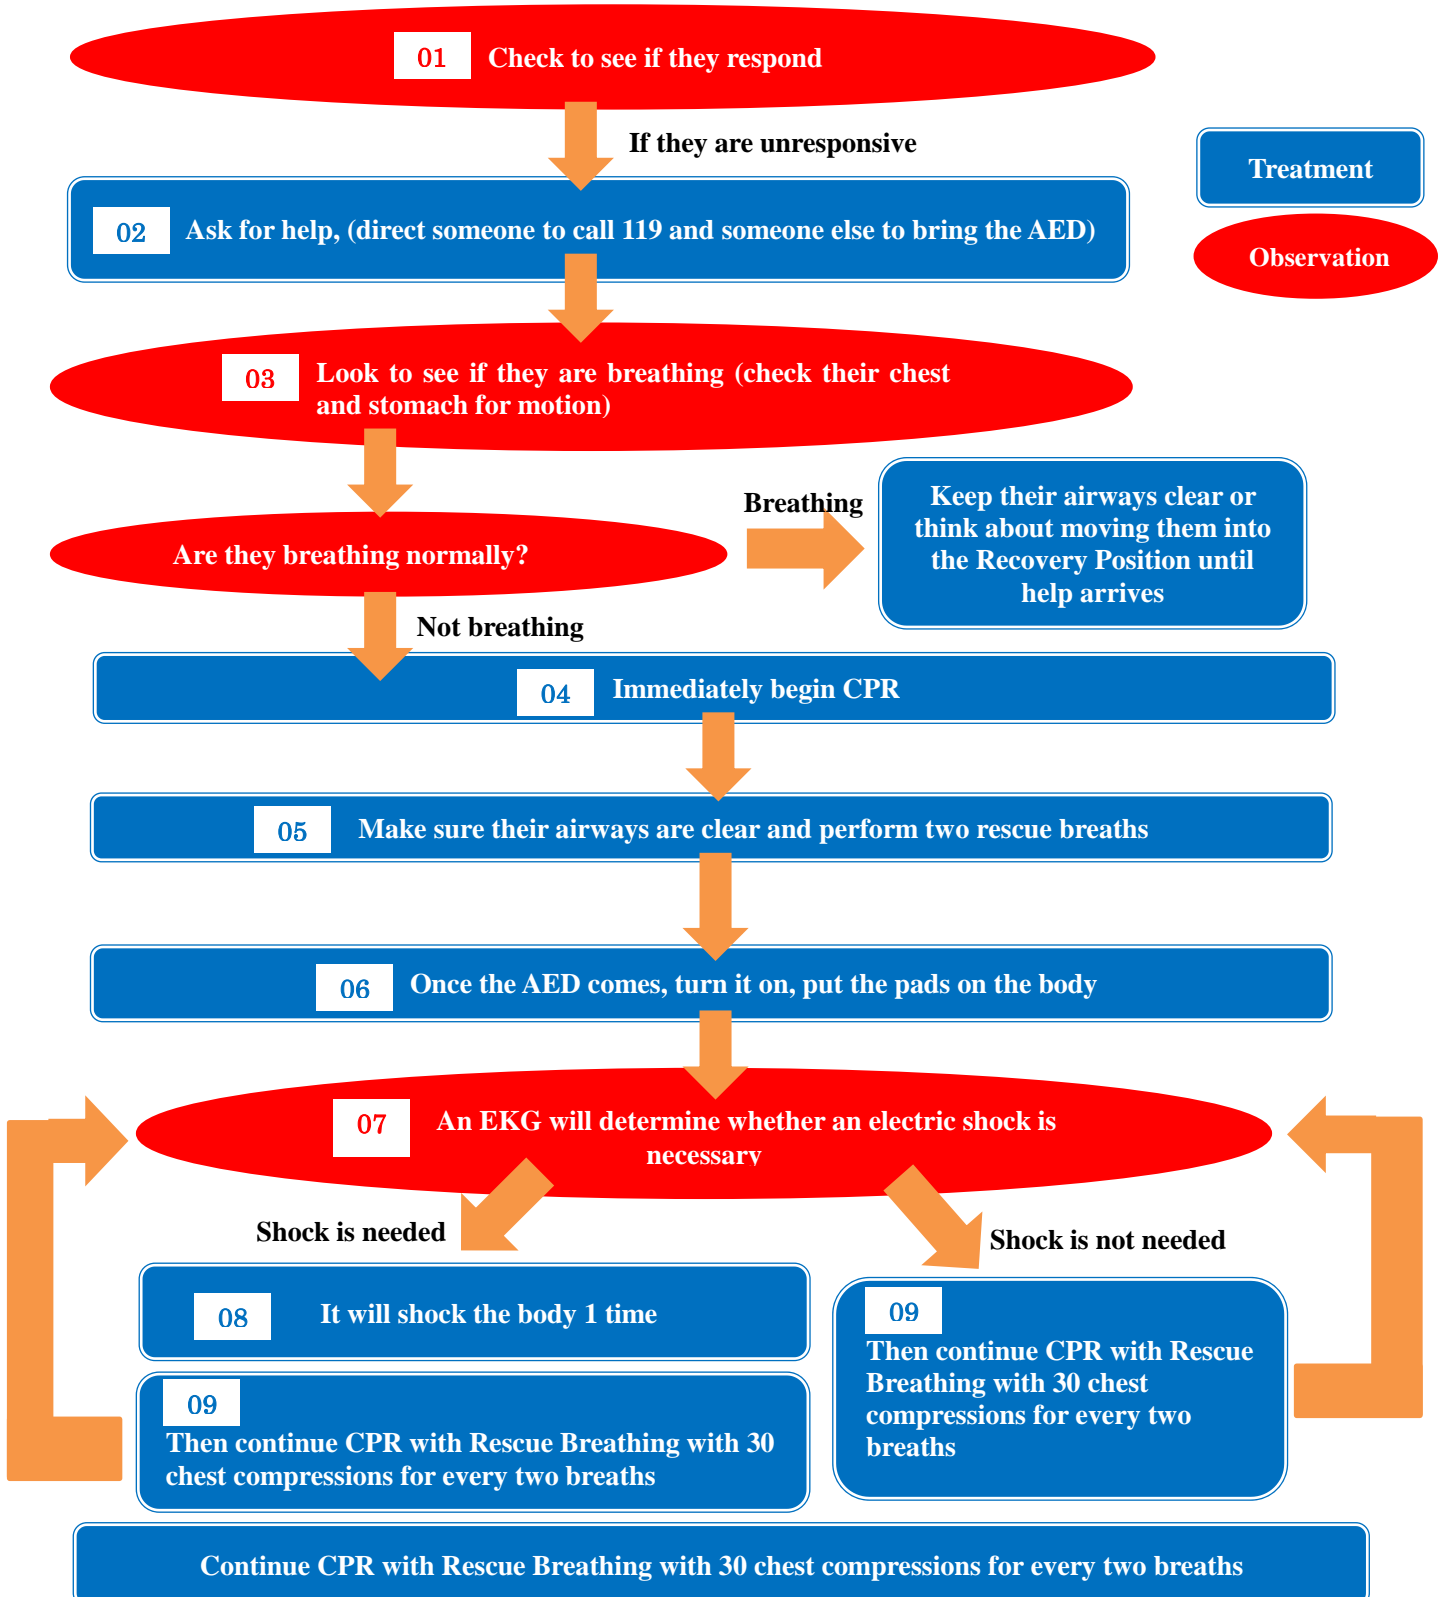 01 Check to see if they respond
If they are unresponsive
Treatment
02 Ask for help, (direct someone to call 119 and someone else to bring the AED)
Observation
03 Look to see if they are breathing (check their chest
and stomach for motion)
Breathing
Keep their airways clear or
think about moving them into
the Recovery Position until
help arrives
Are they breathing normally?
Not breathing
04 Immediately begin CPR
05 Make sure their airways are clear and perform two rescue breaths
06 Once the AED comes, turn it on, put the pads on the body
07 An EKG will determine whether an electric shock is
necessary
Shock is needed
Shock is not needed
08 It will shock the body 1 time
09
Then continue CPR with Rescue Breathing with 30
chest compressions for every two breaths
09
Then continue CPR with Rescue
Breathing with 30 chest
compressions for every two
breaths
Continue CPR with Rescue Breathing with 30 chest compressions for every two breaths